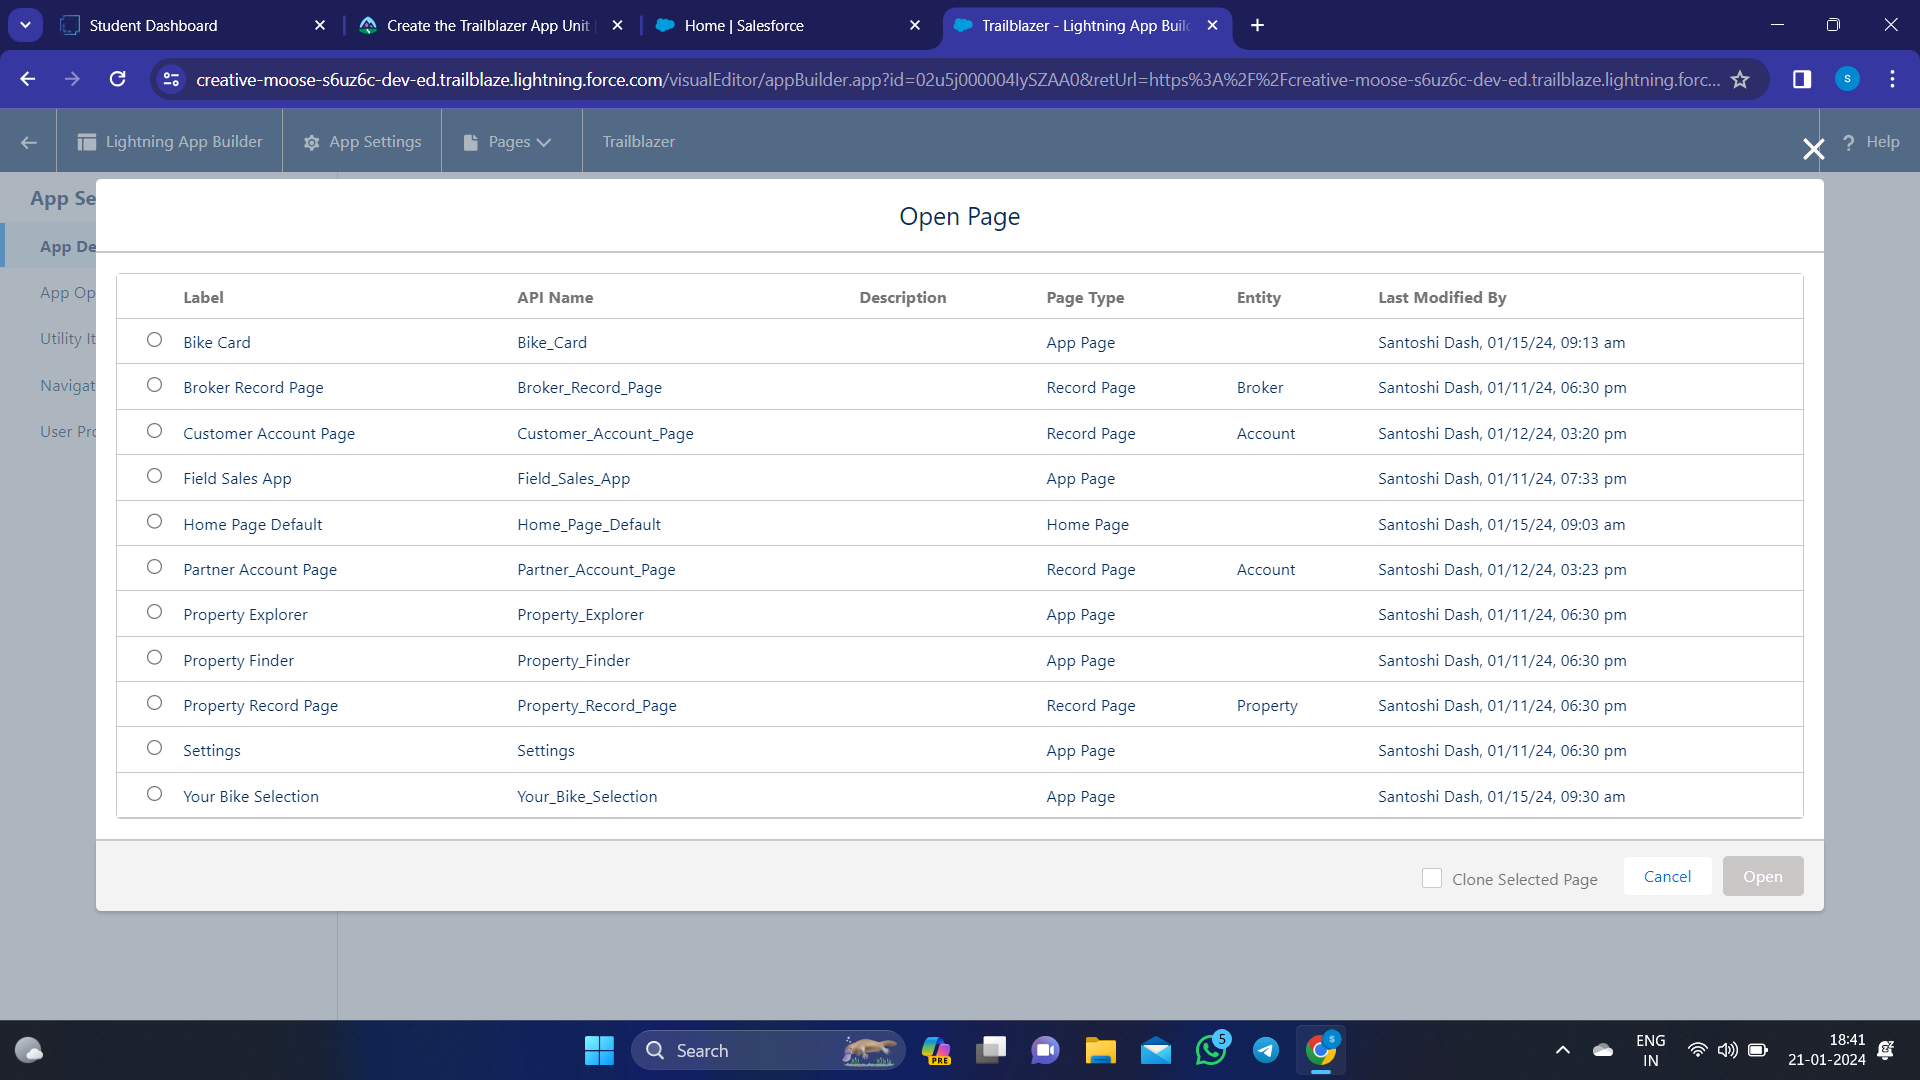 Student Dashboard
Create the Trailblazer App Unit
Home | Salesforce
Trailblazer - Lightning App Buil
creative-moose-s6uz6c-dev-ed.trailblaze.lightning.force.com/visualEditor/appBuilder.app?id=02u5j000004IySZAA0&retUrl=https%3A%2F%2Fcreative-moose-s6uz6c-dev-ed.trailblaze.lightning.forc...
S
Lightning App Builder
App Settings
Pages
Trailblazer
? Help
App Se
App De
App Op
Utility It
Navigat
User Pro
Open Page
Label API Name Description Page Type Entity Last Modified By
Bike Card Bike_Card App Page Santoshi Dash, 01/15/24, 09:13 am
Broker Record Page Broker_Record_Page Record Page Broker Santoshi Dash, 01/11/24, 06:30 pm
Customer Account Page Customer_Account_Page Record Page Account Santoshi Dash, 01/12/24, 03:20 pm
Field Sales App Field_Sales_App App Page Santoshi Dash, 01/11/24, 07:33 pm
Home Page Default Home_Page_Default Home Page Santoshi Dash, 01/15/24, 09:03 am
Partner Account Page Partner_Account_Page Record Page Account Santoshi Dash, 01/12/24, 03:23 pm
Property Explorer Property_Explorer App Page Santoshi Dash, 01/11/24, 06:30 pm
Property Finder Property_Finder App Page Santoshi Dash, 01/11/24, 06:30 pm
Property Record Page Property_Record_Page Record Page Property Santoshi Dash, 01/11/24, 06:30 pm
Settings Settings App Page Santoshi Dash, 01/11/24, 06:30 pm
Your Bike Selection Your_Bike_Selection App Page Santoshi Dash, 01/15/24, 09:30 am
Clone Selected Page
Cancel
Open
Search
PRE
5
S
ENG
IN
18:41
21-01-2024